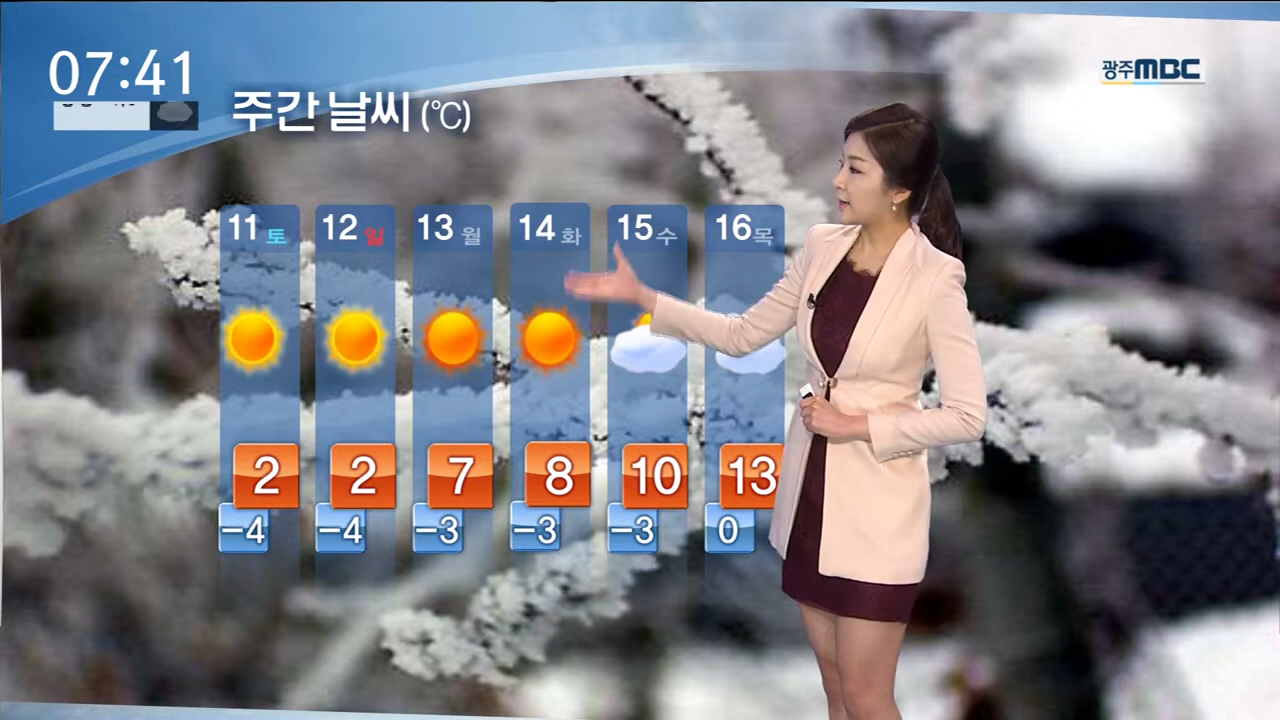 07:41
광주MBC
주간 날씨 (℃)
11 토 12 일 13 월 14 화 15 수 16 목
2 2 7 8 10 13
-4 -4 -3 -3 -3 0